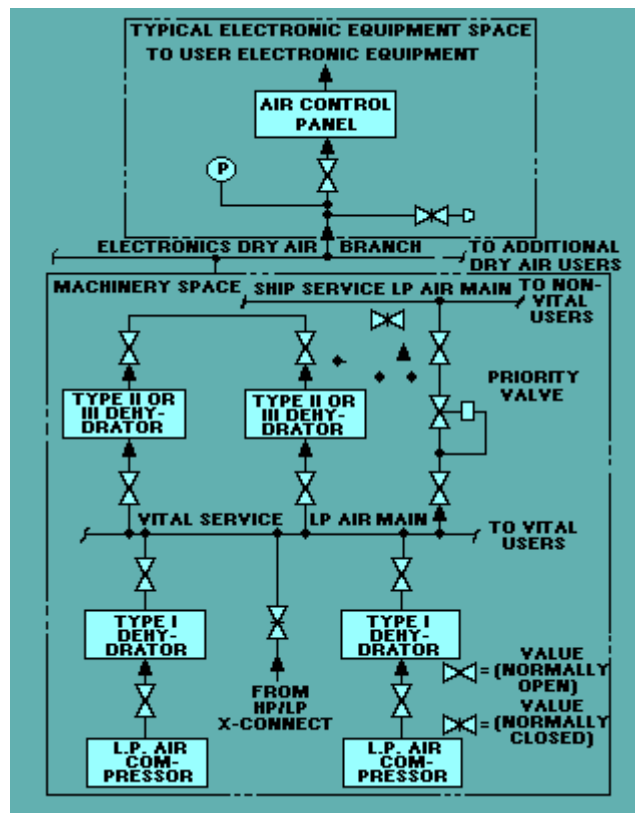 TYPICAL ELECTRONIC EQUIPMENT SPACE
TO USER ELECTRONIC EQUIPMENT
AIR CONTROL
PANEL
P
ELECTRONICS DRY AIR BRANCH
TO ADDITIONAL
DRY AIR USERS
MACHINERY SPACE
SHIP SERVICE LP AIR MAIN
TO NON-
VITAL
USERS
TYPE II OR
III DEHY-
DRATOR
TYPE II OR
III DEHY-
DRATOR
PRIORITY
VALVE
VITAL SERVICE LP AIR MAIN
TO VITAL
USERS
TYPE I
DEHY-
DRATOR
TYPE I
DEHY-
DRATOR
FROM
HP/LP
X-CONNECT
VALUE
=(NORMALLY
OPEN)
VALUE
=(NORMALLY
CLOSED)
L.P. AIR
COM-
PRESSOR
L.P. AIR
COM-
PRESSOR